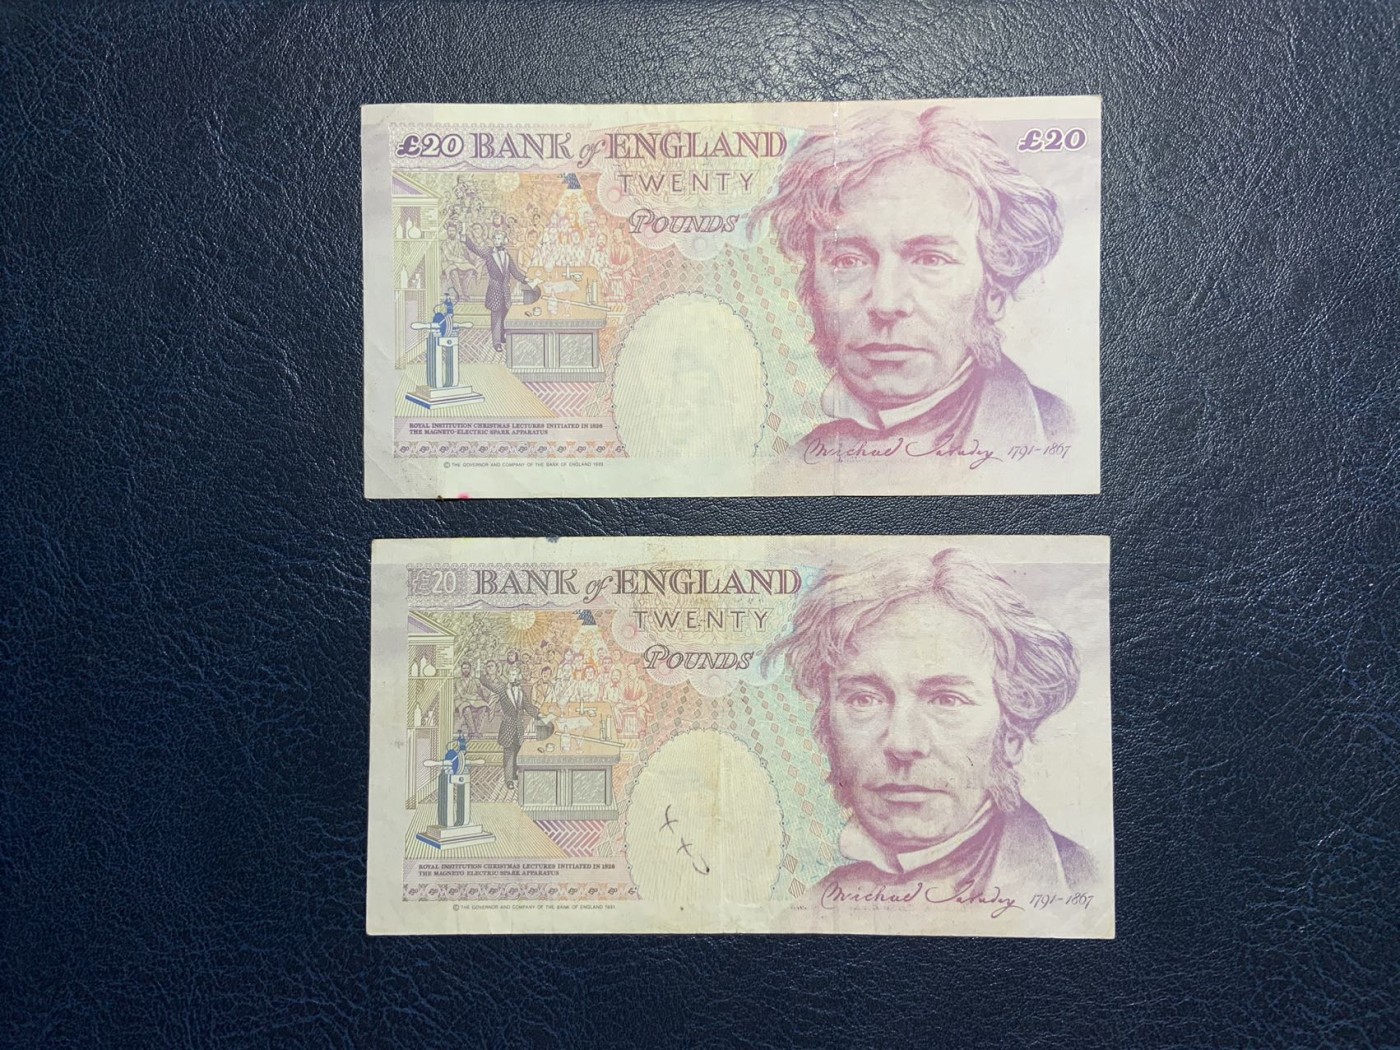 £20 BANK of ENGLAND £20
TWENTY
POUNDS
ROYAL INSTITUTION CHRISTMAS LECTURES INITIATED IN 1826
THE MAGNETO-ELECTRIC SPARK APPARATUS
Michael Faraday 1791-1867
© THE GOVERNOR AND COMPANY OF THE BANK OF ENGLAND 1993
£20 BANK of ENGLAND
TWENTY
POUNDS
ROYAL INSTITUTION CHRISTMAS LECTURES INITIATED IN 1826
THE MAGNETO-ELECTRIC SPARK APPARATUS
Michael Faraday 1791-1867
© THE GOVERNOR AND COMPANY OF THE BANK OF ENGLAND 1991